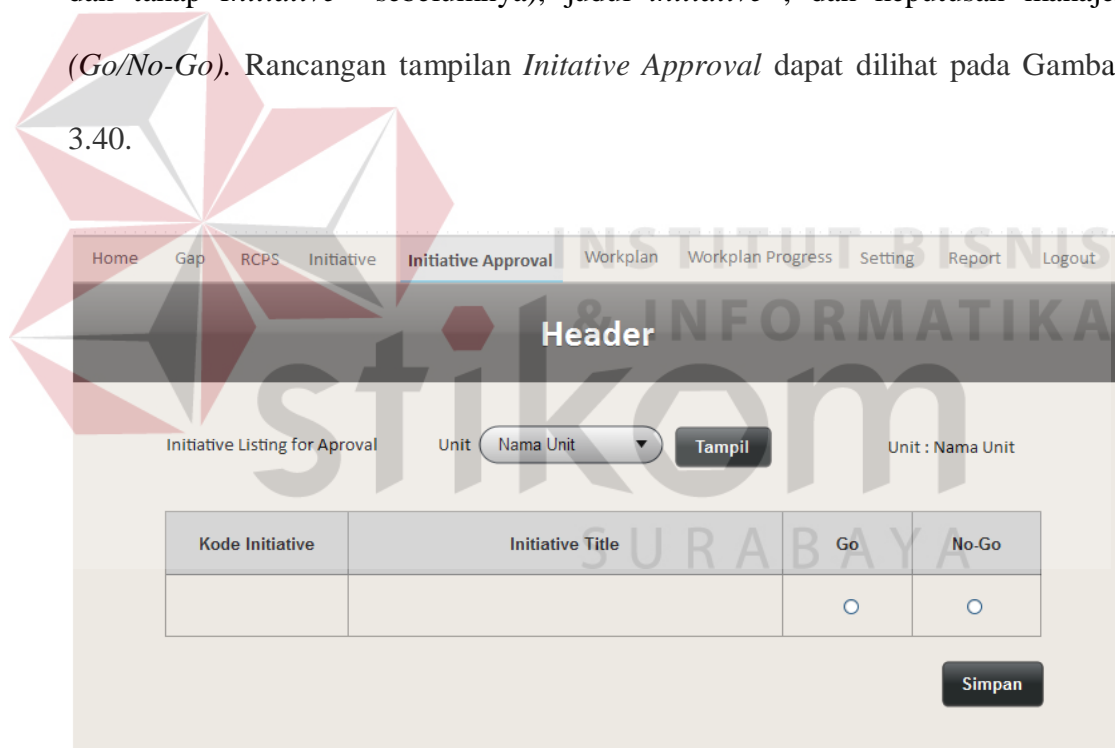 dari tahap Initiative sebelumnya), judul initiative , dan keputusan manajer
(Go/No-Go). Rancangan tampilan Initative Approval dapat dilihat pada Gamba
3.40.
INSTITUT BISNIS
Home Gap RCPS Initiative Initiative Approval Workplan Workplan Progress Setting Report Logout
& INFORMATIKA
Header
stikom
Initiative Listing for Aproval Unit Nama Unit Tampil Unit : Nama Unit
SURABAYA
Kode Initiative Initiative Title Go No-Go
Simpan